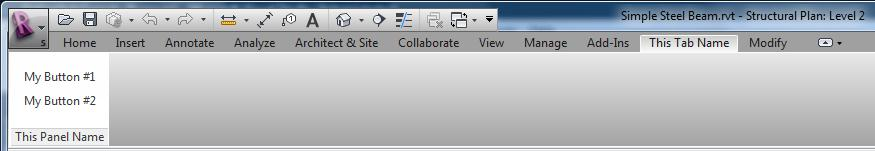 Simple Steel Beam.rvt - Structural Plan: Level 2
R
S
A
Home Insert Annotate Analyze Architect & Site Collaborate View Manage Add-Ins This Tab Name Modify
My Button #1
My Button #2
This Panel Name